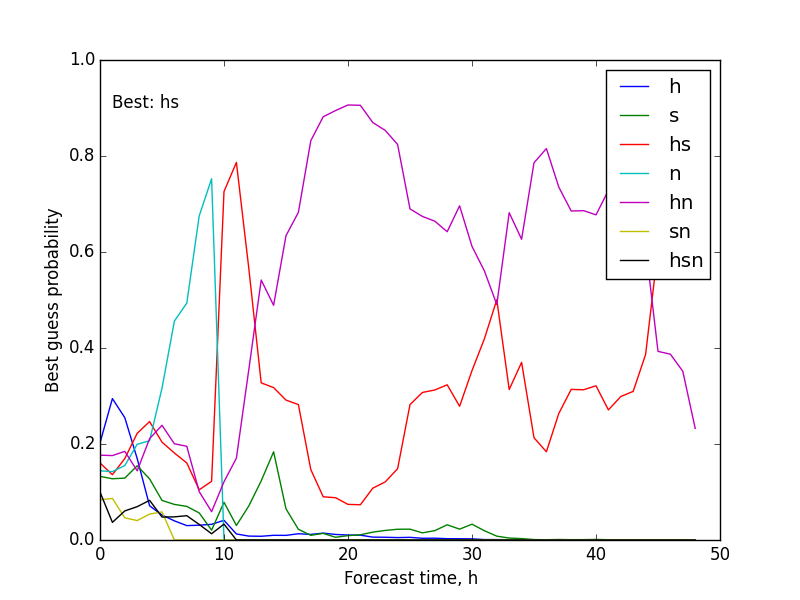 1.0
0.8
0.6
0.4
0.2
0.0
Best guess probability
Best: hs
h
s
hs
n
hn
sn
hsn
0
10
20
30
40
50
Forecast time, h